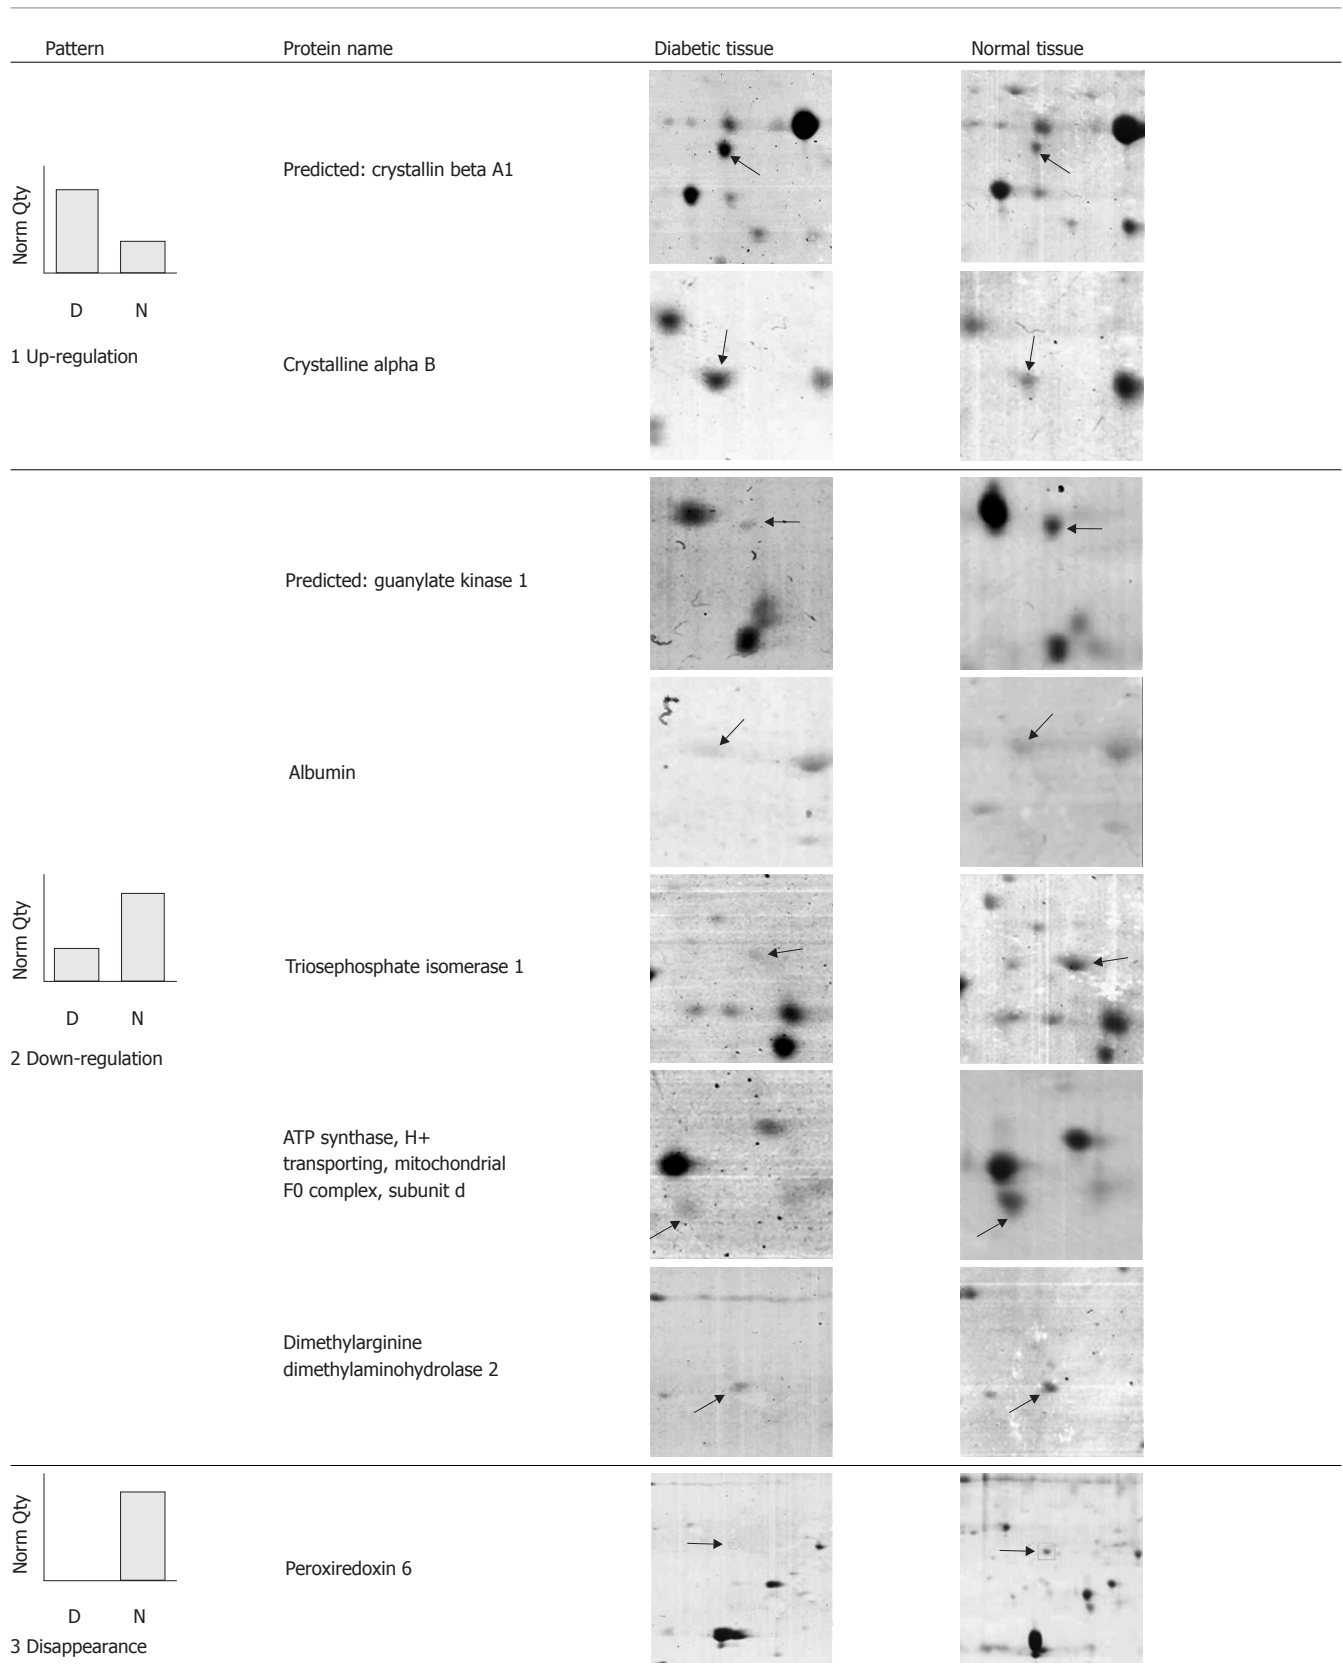 Pattern Protein name Diabetic tissue Normal tissue
Predicted: crystallin beta A1
Norm Qty
D N
1 Up-regulation
Crystalline alpha B
Predicted: guanylate kinase 1
Albumin
Norm Qty
D N
2 Down-regulation
Triosephosphate isomerase 1
ATP synthase, H+
transporting, mitochondrial
F0 complex, subunit d
Dimethylarginine
dimethylaminohydrolase 2
Norm Qty
D N
3 Disappearance
Peroxiredoxin 6